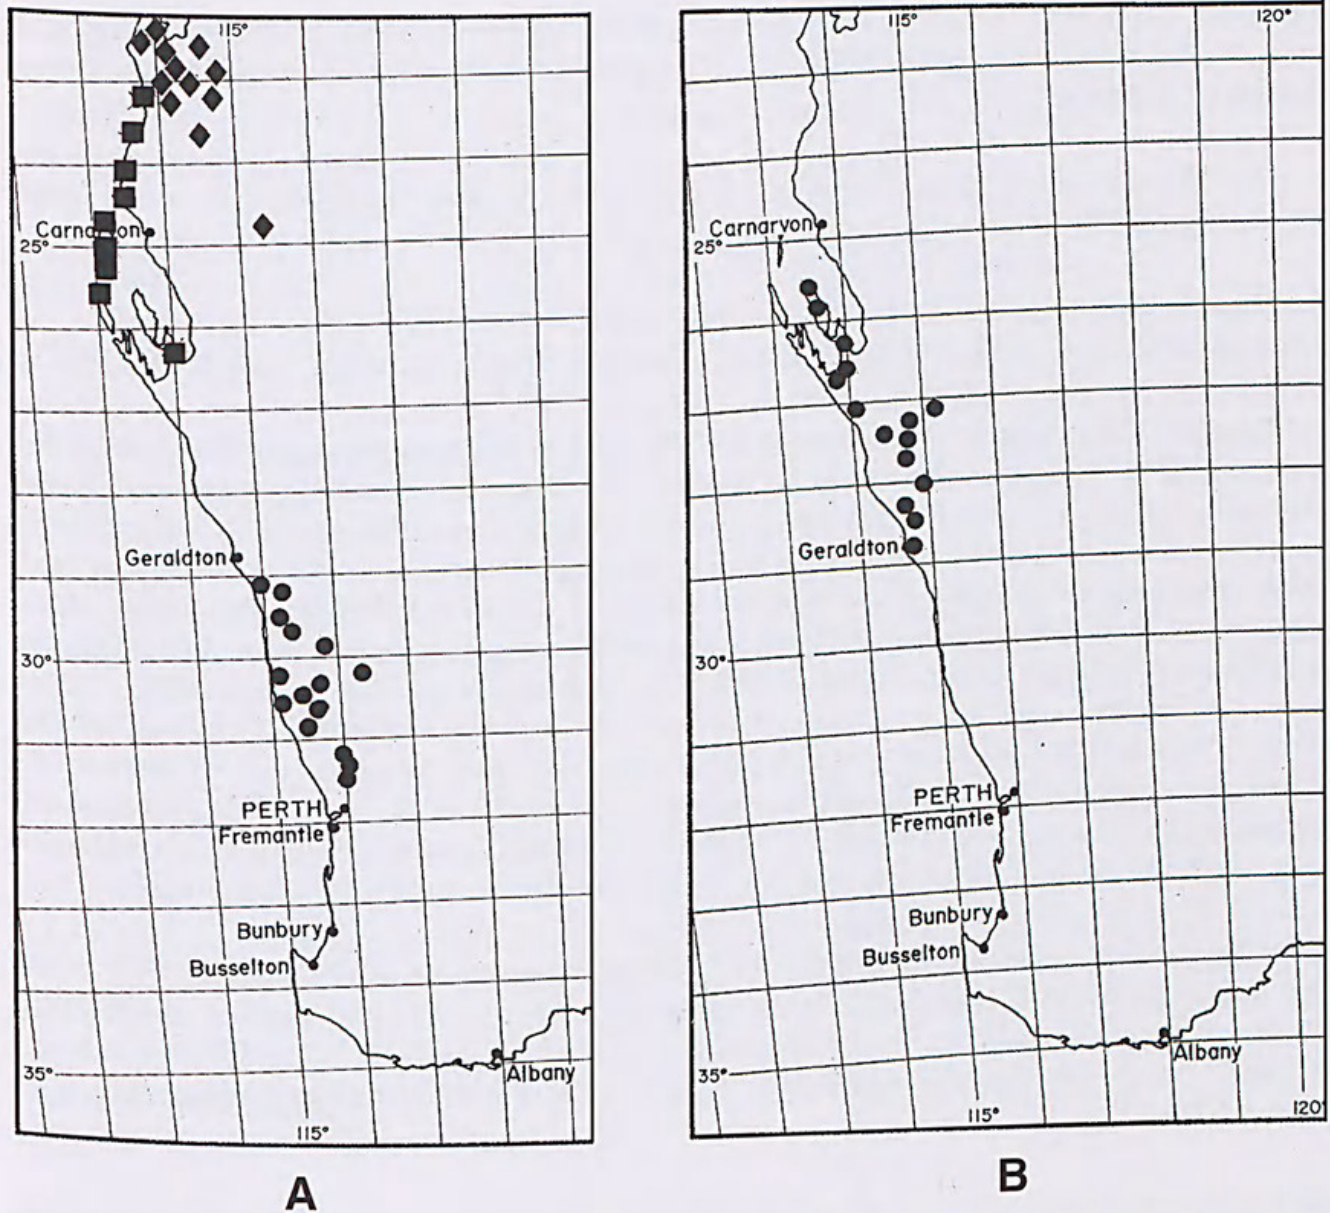 115°
Carnarvon
25°
Geraldton
30°
PERTH
Fremantle
Bunbury
Busselton
Albany
35°
115°
A
115°
120°
Carnarvon
25°
Geraldton
30°
PERTH
Fremantle
Bunbury
Busselton
Albany
35°
115°
120°
B